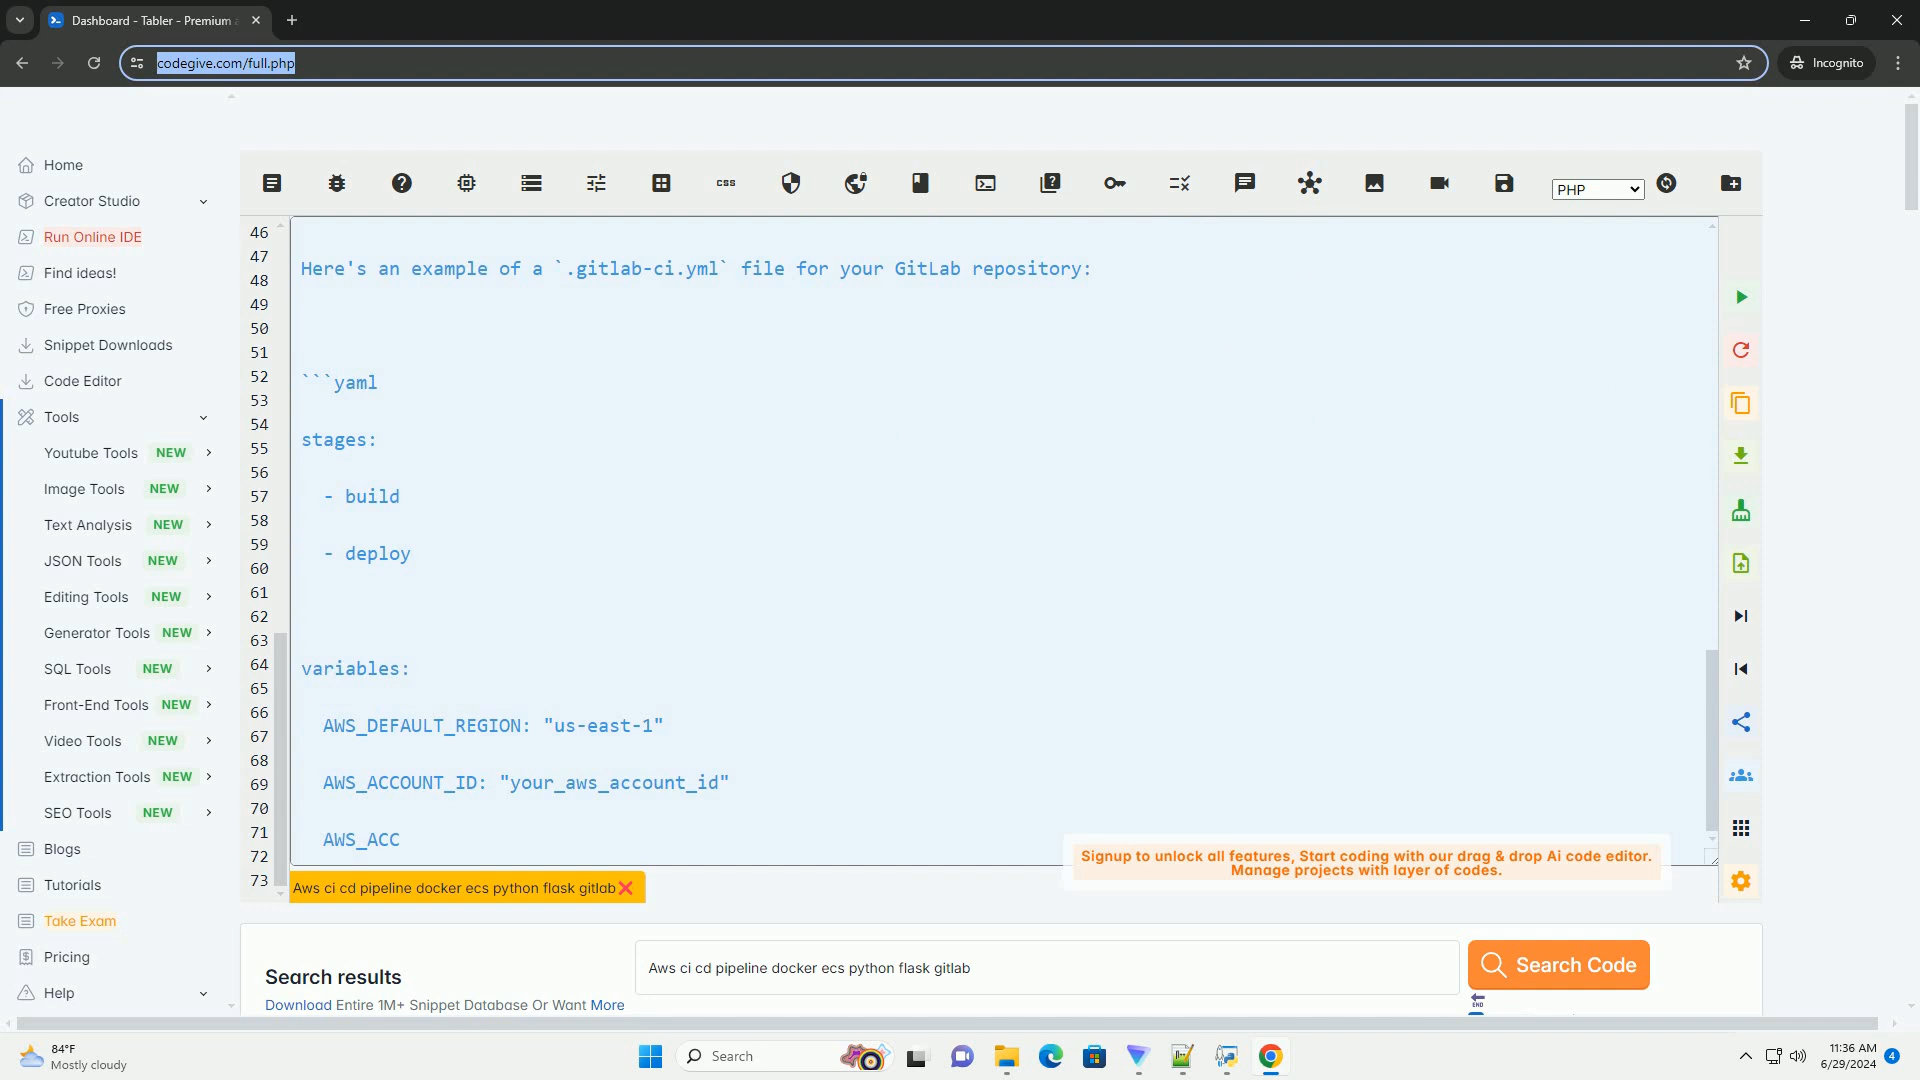 Dashboard - Tabler - Premium
codegive.com/full.php
Incognito
Home
Creator Studio
Run Online IDE
Find ideas!
Free Proxies
Snippet Downloads
Code Editor
Tools
Youtube Tools NEW
Image Tools NEW
Text Analysis NEW
JSON Tools NEW
Editing Tools NEW
Generator Tools NEW
SQL Tools NEW
Front-End Tools NEW
Video Tools NEW
Extraction Tools NEW
SEO Tools NEW
Blogs
Tutorials
Take Exam
Pricing
Help
css
PHP
46
47
48
49
50
51
52
53
54
55
56
57
58
59
60
61
62
63
64
65
66
67
68
69
70
71
72
73
Here's an example of a `.gitlab-ci.yml` file for your GitLab repository:
```yaml
stages:
- build
- deploy
variables:
AWS_DEFAULT_REGION: "us-east-1"
AWS_ACCOUNT_ID: "your_aws_account_id"
AWS_ACC
Signup to unlock all features, Start coding with our drag & drop Ai code editor.
Manage projects with layer of codes.
Aws ci cd pipeline docker ecs python flask gitlab
Search results
Download Entire 1M+ Snippet Database Or Want More
Aws ci cd pipeline docker ecs python flask gitlab
Search Code
END
84°F
Mostly cloudy
Search
11:36 AM
6/29/2024
4